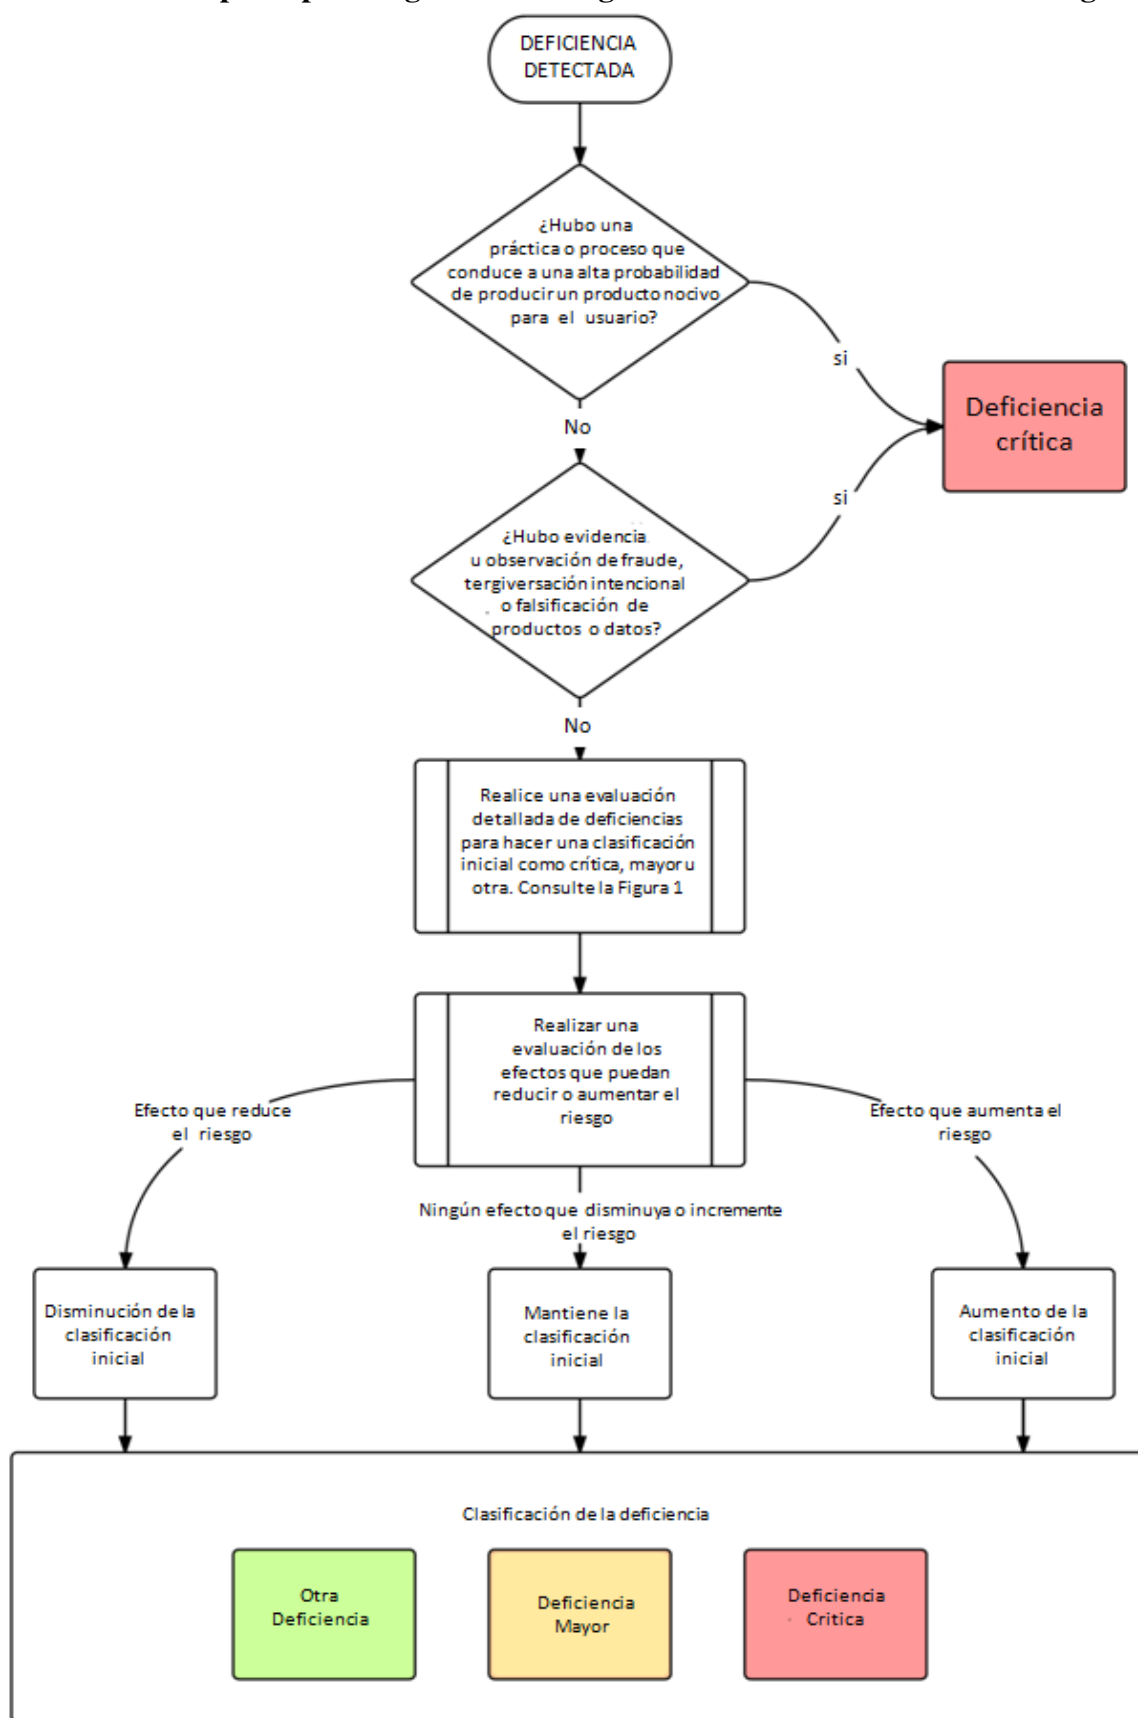 DEFICIENCIA
DETECTADA
¿Hubo una
práctica o proceso que
conduce a una alta probabilidad
de producir un producto nocivo
para el usuario?
si
No
Deficiencia
crítica
¿Hubo evidencia
u observación de fraude,
tergiversación intencional
o falsificación de
productos o datos?
si
No
Realice una evaluación
detallada de deficiencias
para hacer una clasificación
inicial como crítica, mayor u
otra. Consulte la Figura 1
Realizar una
evaluación de los
efectos que puedan
reducir o aumentar el
riesgo
Efecto que reduce
el riesgo
Efecto que aumenta el
riesgo
Ningún efecto que disminuya o incremente
el riesgo
Disminución de la
clasificación
inicial
Mantiene la
clasificación
inicial
Aumento de la
clasificación
inicial
Clasificación de la deficiencia
Otra
Deficiencia
Deficiencia
Mayor
Deficiencia
Critica